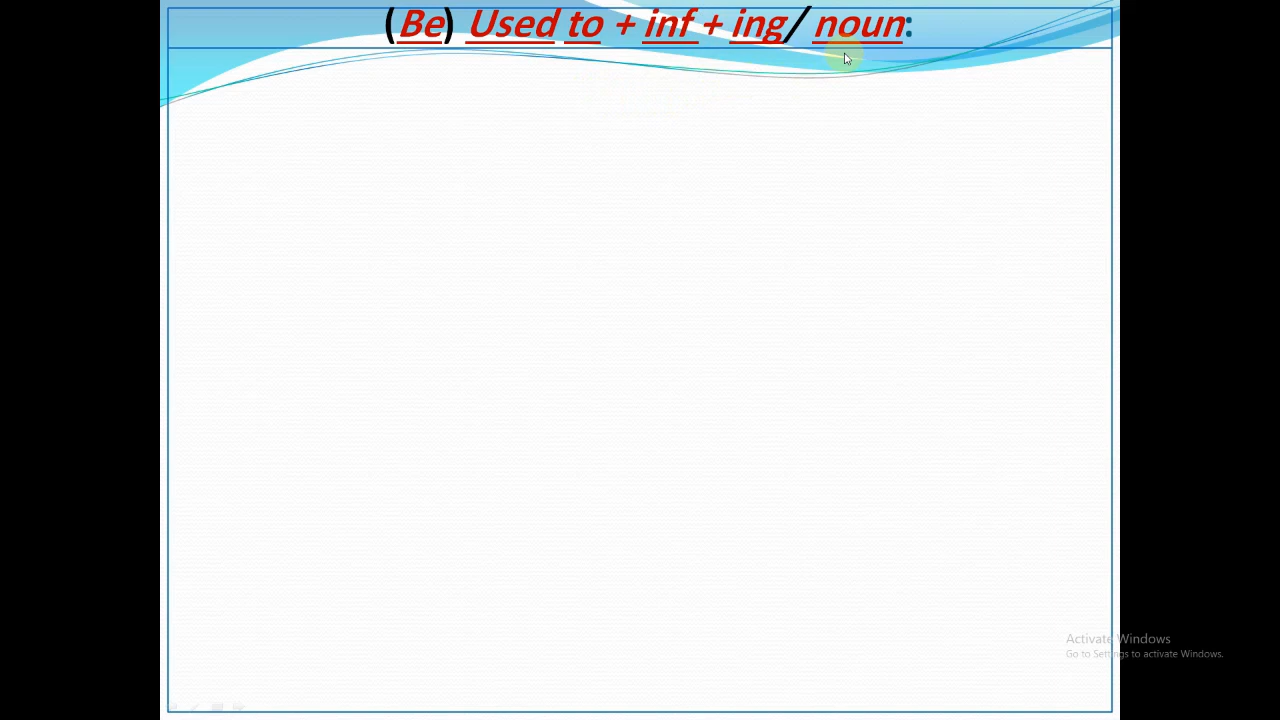 (Be) Used to + inf + ing/ noun:
Activate Windows
Go to Settings to activate Windows.